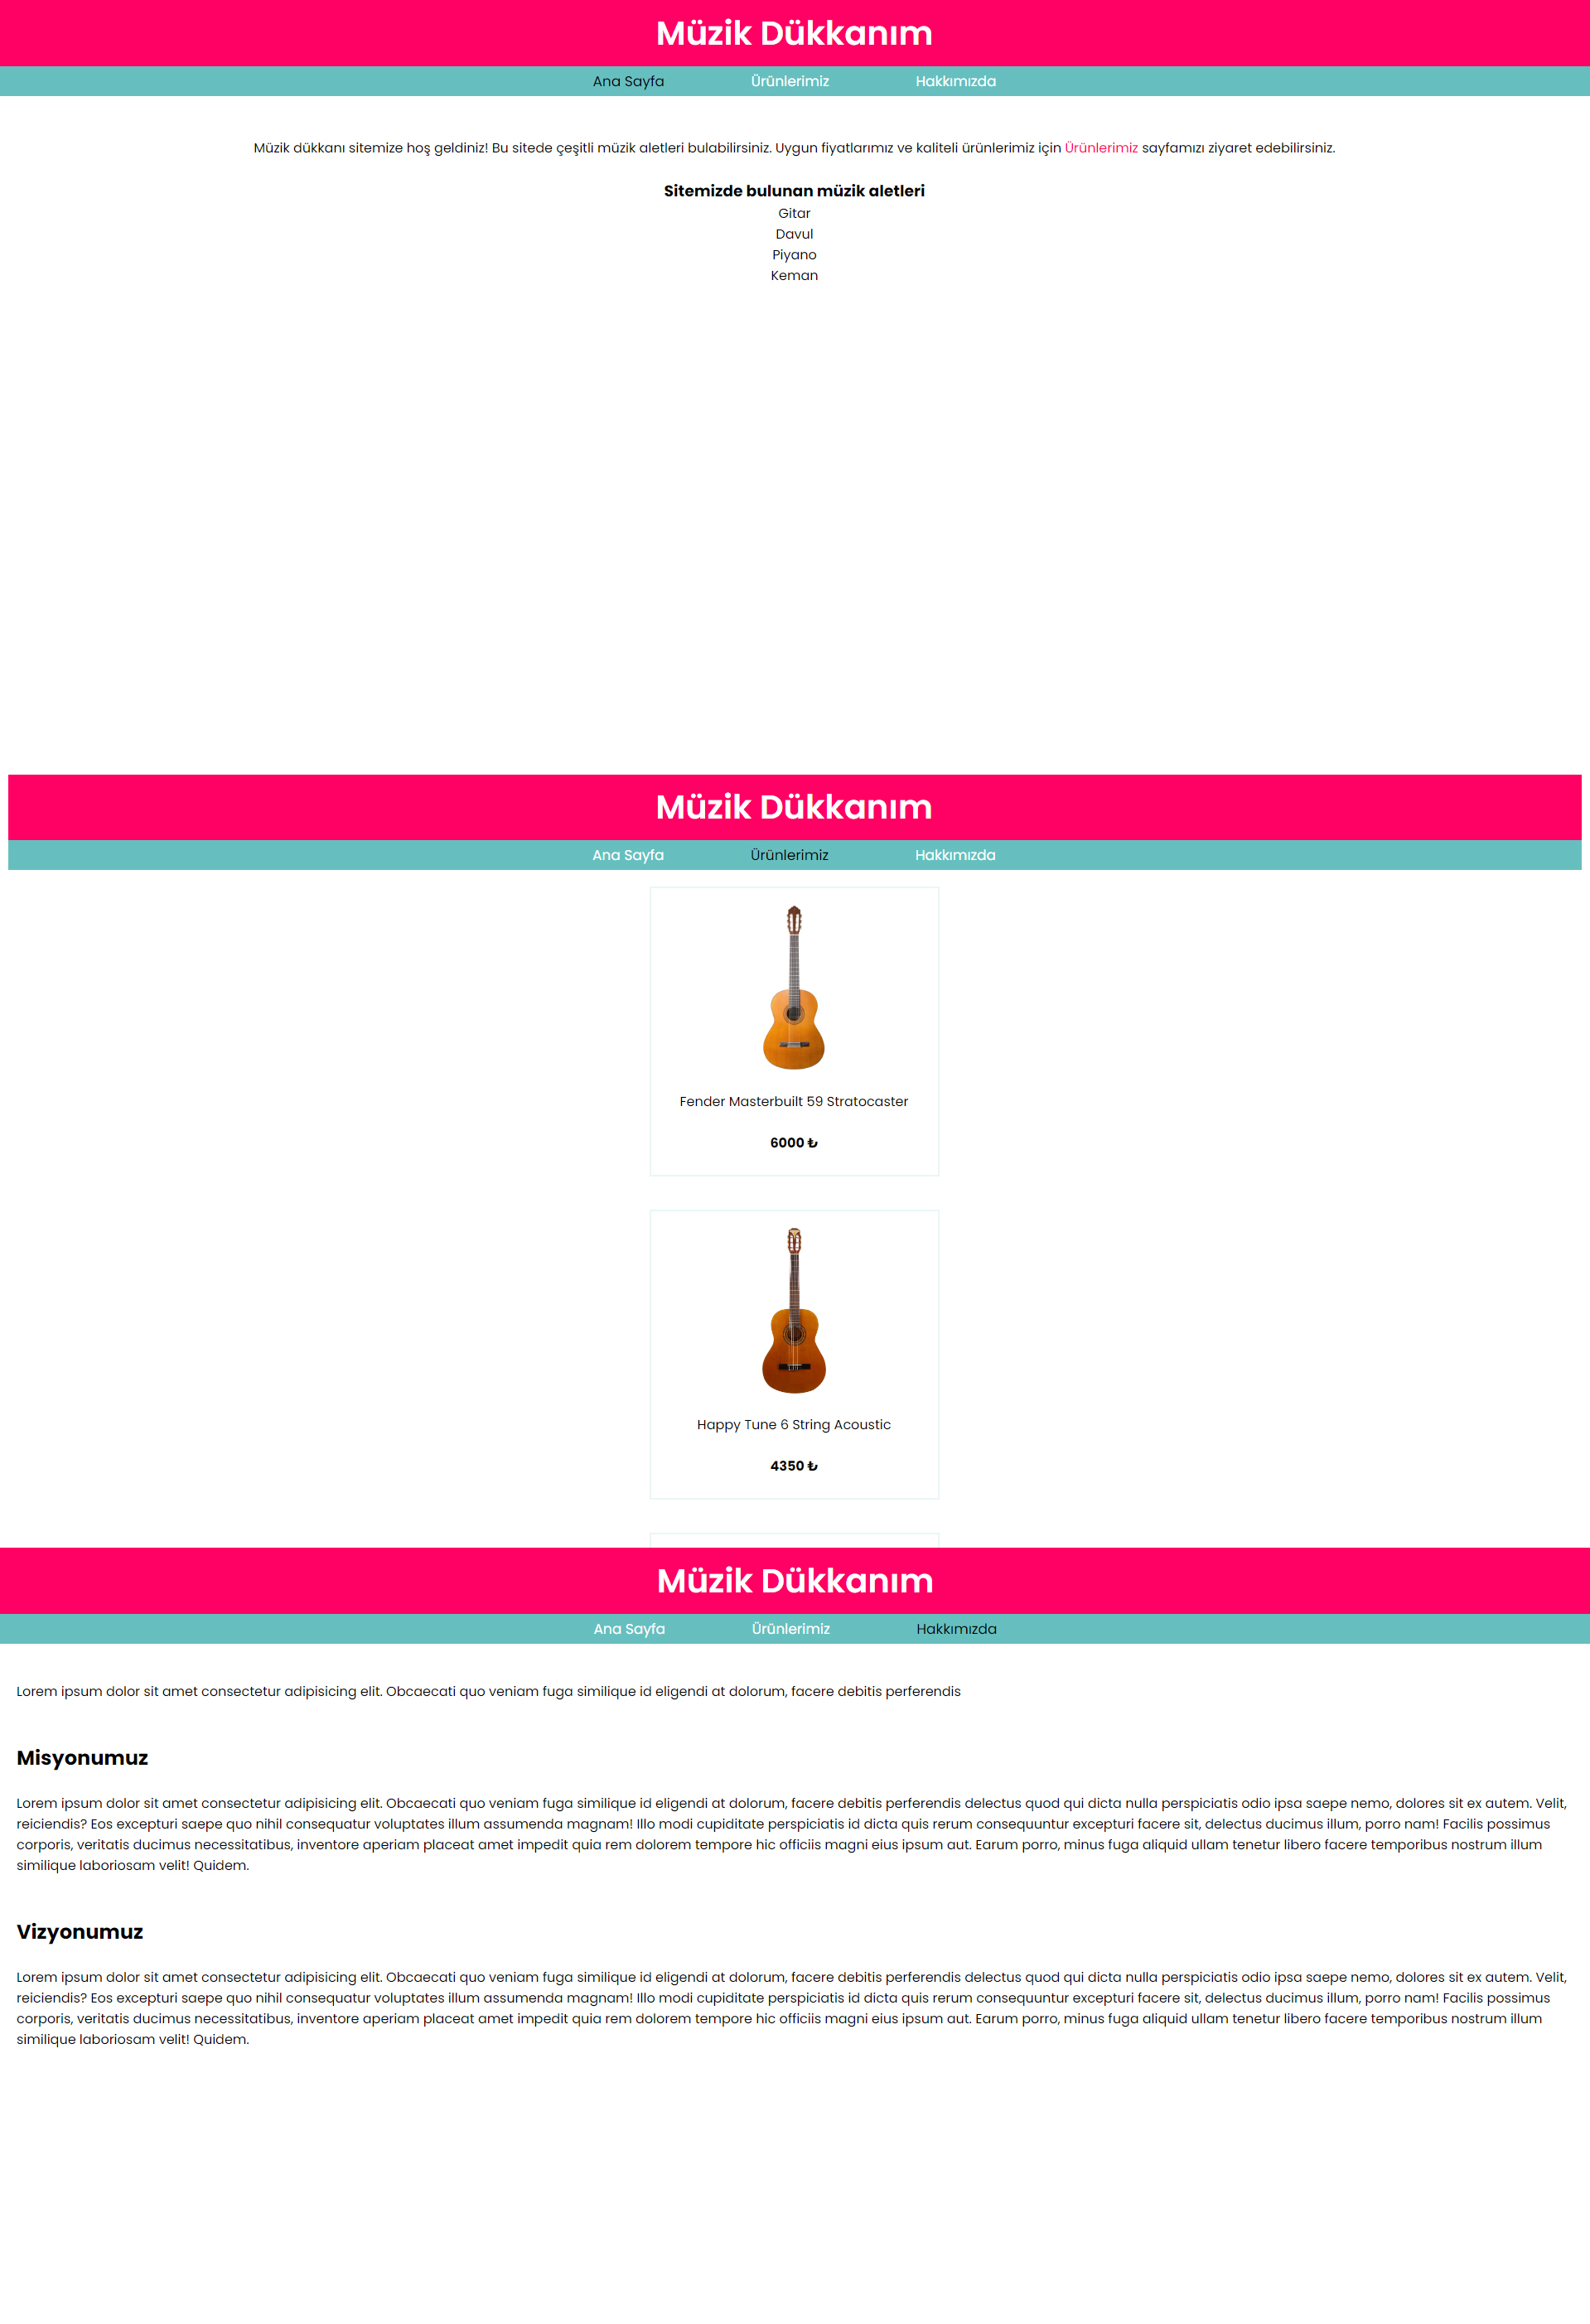 Müzik Dükkanım
Ana Sayfa Ürünlerimiz Hakkımızda
Müzik dükkanı sitemize hoş geldiniz! Bu sitede çeşitli müzik aletleri bulabilirsiniz. Uygun fiyatlarımız ve kaliteli ürünlerimiz için Ürünlerimiz sayfamızı ziyaret edebilirsiniz.
Sitemizde bulunan müzik aletleri
Gitar
Davul
Piyano
Keman
Müzik Dükkanım
Ana Sayfa Ürünlerimiz Hakkımızda
Fender Masterbuilt 59 Stratocaster
6000 ₺
Happy Tune 6 String Acoustic
4350 ₺
Müzik Dükkanım
Ana Sayfa Ürünlerimiz Hakkımızda
Lorem ipsum dolor sit amet consectetur adipisicing elit. Obcaecati quo veniam fuga similique id eligendi at dolorum, facere debitis perferendis
Misyonumuz
Lorem ipsum dolor sit amet consectetur adipisicing elit. Obcaecati quo veniam fuga similique id eligendi at dolorum, facere debitis perferendis delectus quod qui dicta nulla perspiciatis odio ipsa saepe nemo, dolores sit ex autem. Velit,
reiciendis? Eos excepturi saepe quo nihil consequatur voluptates illum assumenda magnam! Illo modi cupiditate perspiciatis id dicta quis rerum consequuntur excepturi facere sit, delectus ducimus illum, porro nam! Facilis possimus
corporis, veritatis ducimus necessitatibus, inventore aperiam placeat amet impedit quia rem dolorem tempore hic officiis magni eius ipsum aut. Earum porro, minus fuga aliquid ullam tenetur libero facere temporibus nostrum illum
similique laboriosam velit! Quidem.
Vizyonumuz
Lorem ipsum dolor sit amet consectetur adipisicing elit. Obcaecati quo veniam fuga similique id eligendi at dolorum, facere debitis perferendis delectus quod qui dicta nulla perspiciatis odio ipsa saepe nemo, dolores sit ex autem. Velit,
reiciendis? Eos excepturi saepe quo nihil consequatur voluptates illum assumenda magnam! Illo modi cupiditate perspiciatis id dicta quis rerum consequuntur excepturi facere sit, delectus ducimus illum, porro nam! Facilis possimus
corporis, veritatis ducimus necessitatibus, inventore aperiam placeat amet impedit quia rem dolorem tempore hic officiis magni eius ipsum aut. Earum porro, minus fuga aliquid ullam tenetur libero facere temporibus nostrum illum
similique laboriosam velit! Quidem.